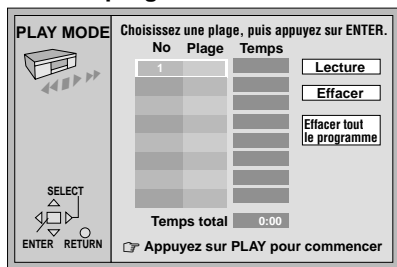 PLAY MODE
Choisissez une plage, puis appuyez sur ENTER.
No Plage Temps
1
Lecture
Effacer
Effacer tout
le programme
SELECT
ENTER RETURN
Temps total 0:00
☞ Appuyez sur PLAY pour commencer